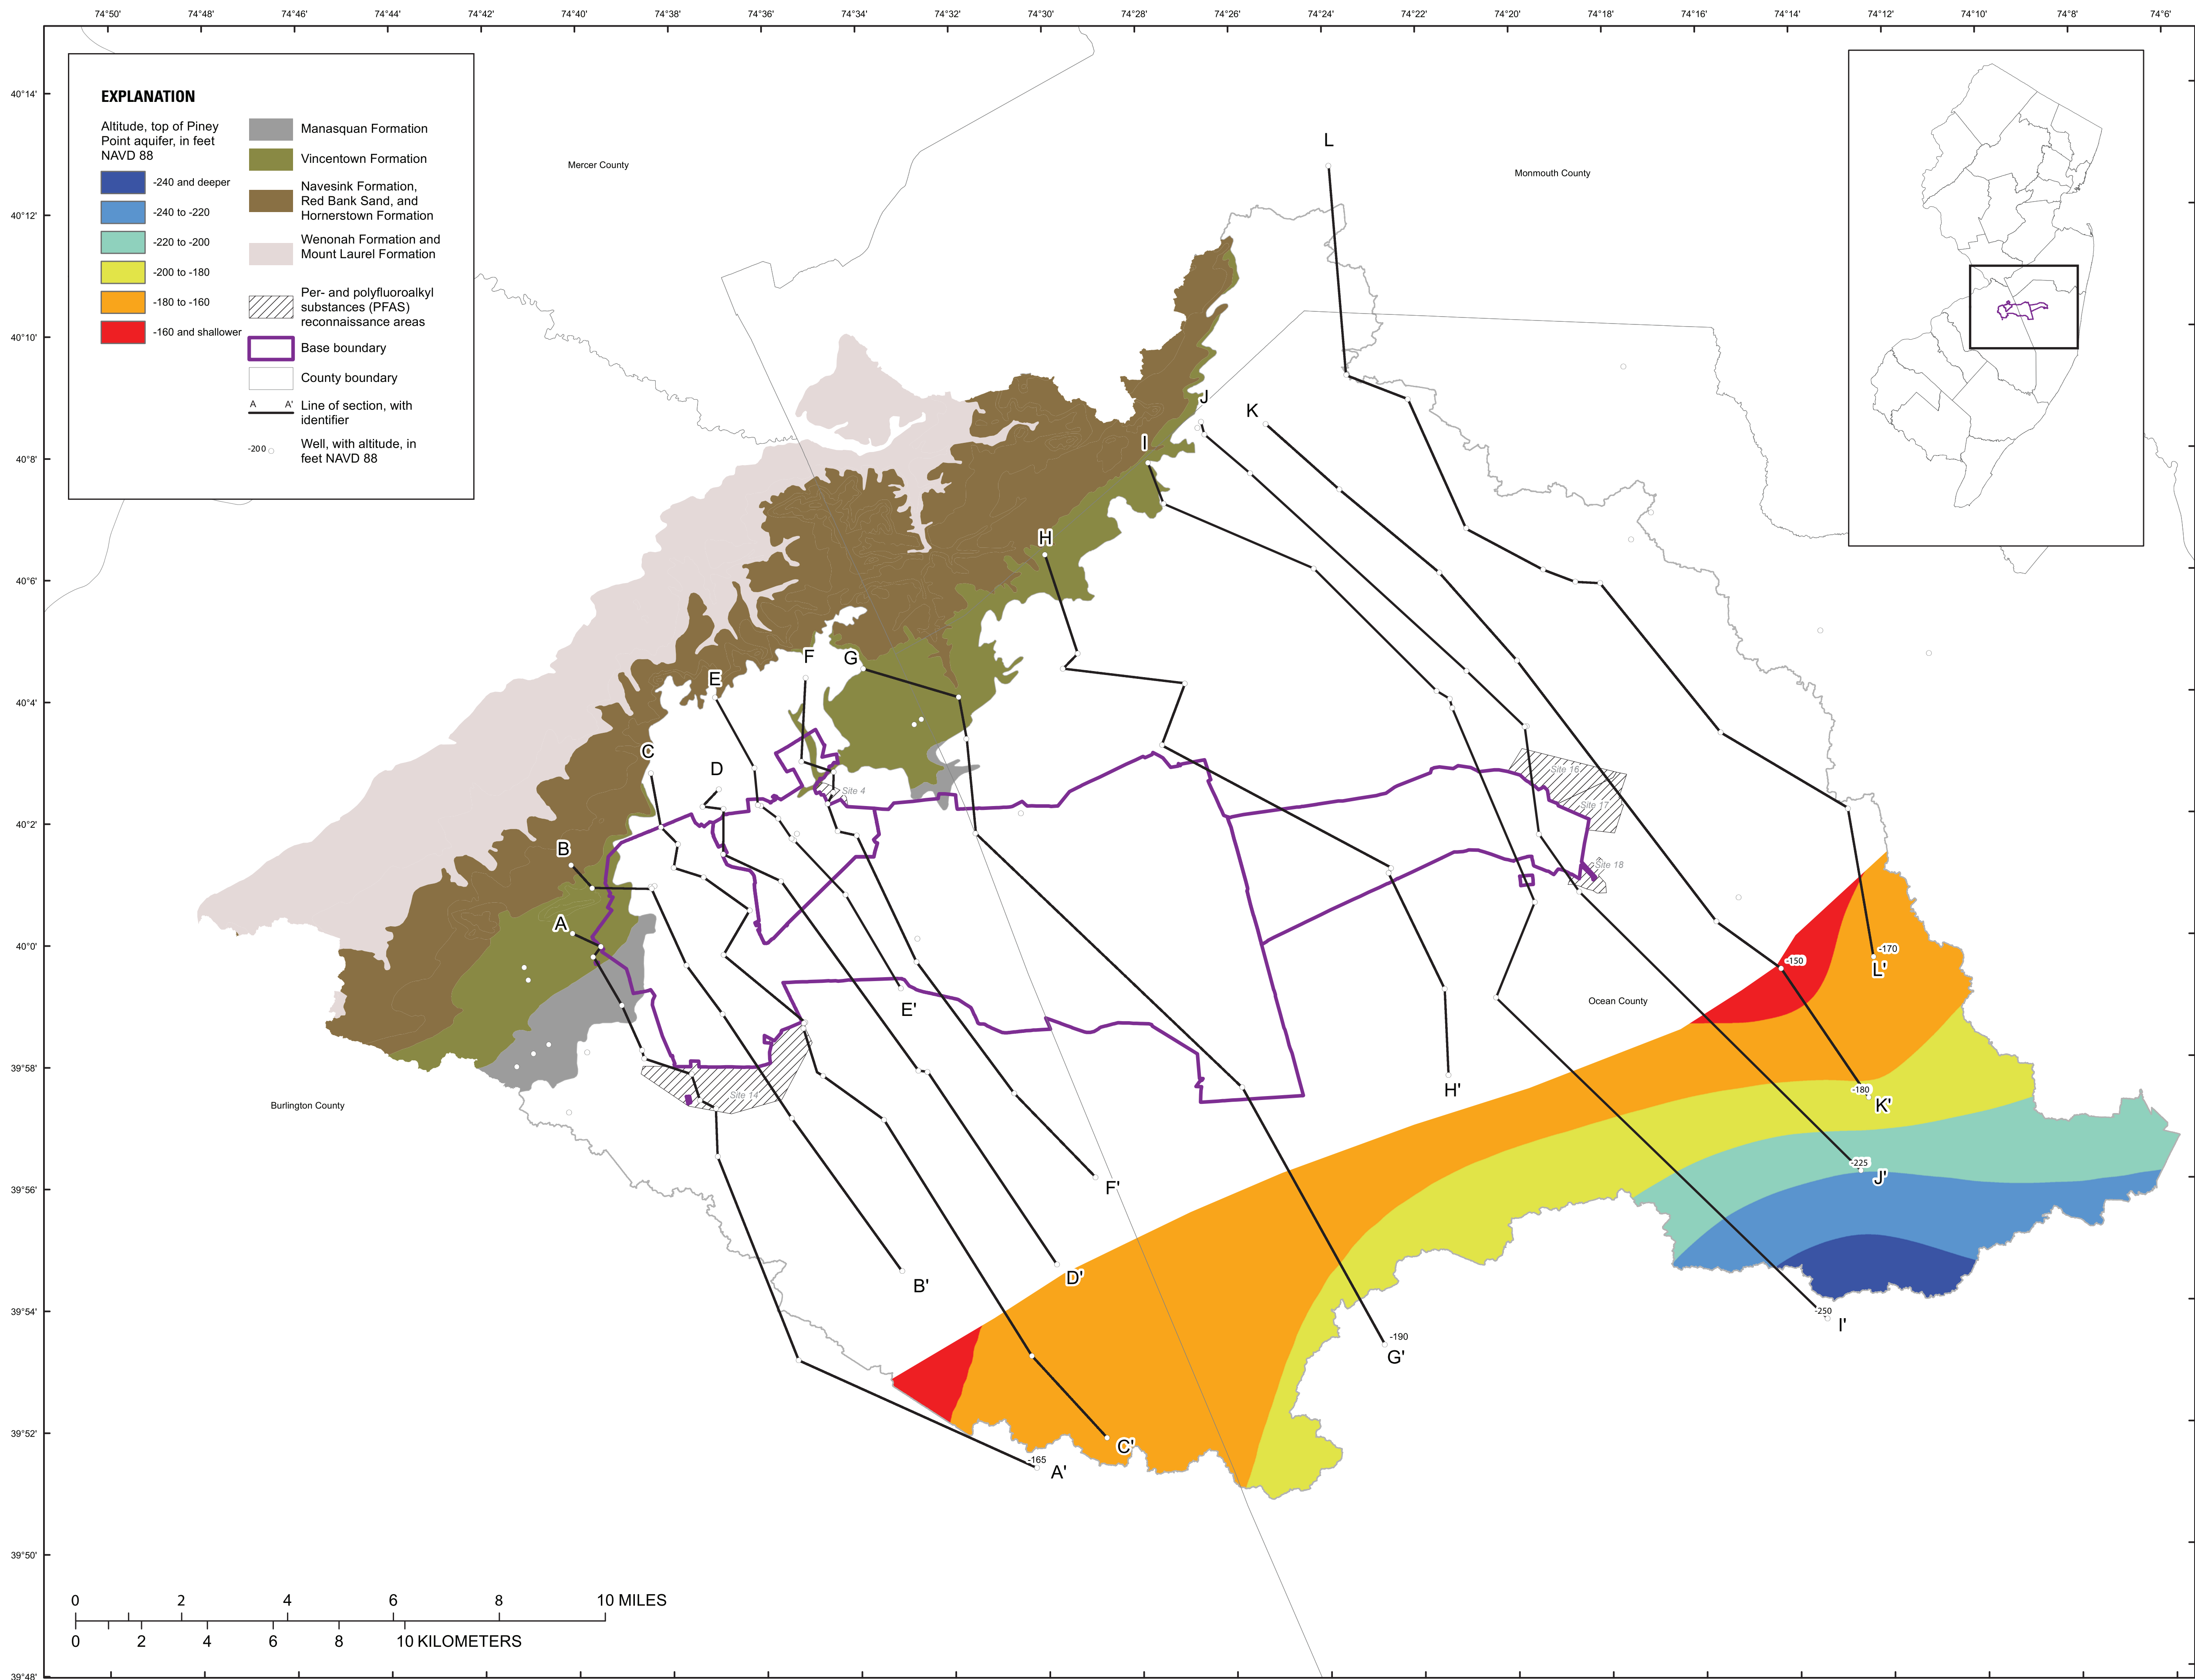 74°50' 74°48' 74°46' 74°42' 74°40' 74°38' 74°36' 74°34' 74°32' 74°30' 74°28' 74°26' 74°24' 74°22' 74°20' 74°18' 74°16' 74°14' 74°12' 74°10' 74°8' 74°6'
40°14'
40°12'
40°10'
40°8'
40°6'
40°4'
40°2'
40°0'
39°58'
39°56'
39°54'
39°52'
39°50'
39°48'
EXPLANATION
Altitude, top of Piney
Point aquifer, in feet
NAVD 88
-240 and deeper
-240 to -220
-220 to -200
-200 to -180
-180 to -160
-160 and shallower
Manasquan Formation
Vincentown Formation
Navesink Formation,
Red Bank Sand, and
Hornerstown Formation
Wenonah Formation and
Mount Laurel Formation
Per- and polyfluoroalkyl
substances (PFAS)
reconnaissance areas
Base boundary
County boundary
A A' Line of section, with
identifier
-200 Well, with altitude, in
feet NAVD 88
Mercer County
Monmouth County
Ocean County
Burlington County
L
J
K
I
H
F
G
E
C
D
B
A
Site 16
Site 17
Site 4
Site 18
Site 14
-150
-170
L'
E'
-180
K'
H'
-225
J'
F'
D'
B'
-250
I'
-190
G'
C'
-165
A'
0 2 4 6 8 10 MILES
0 2 4 6 8 10 KILOMETERS